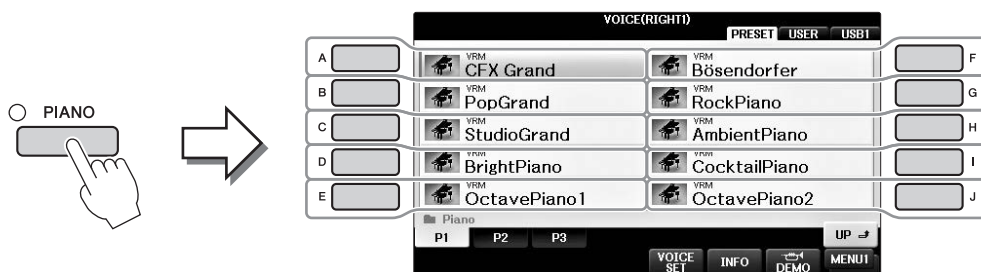 VOICE(RIGHT1)
PRESET USER USB1
PIANO
A VRM CFX Grand VRM Bösendorfer F
B VRM PopGrand VRM RockPiano G
C VRM StudioGrand VRM AmbientPiano H
D VRM BrightPiano VRM CocktailPiano I
E VRM OctavePiano1 VRM OctavePiano2 J
Piano
P1 P2 P3 UP
VOICE SET INFO DEMO MENU1